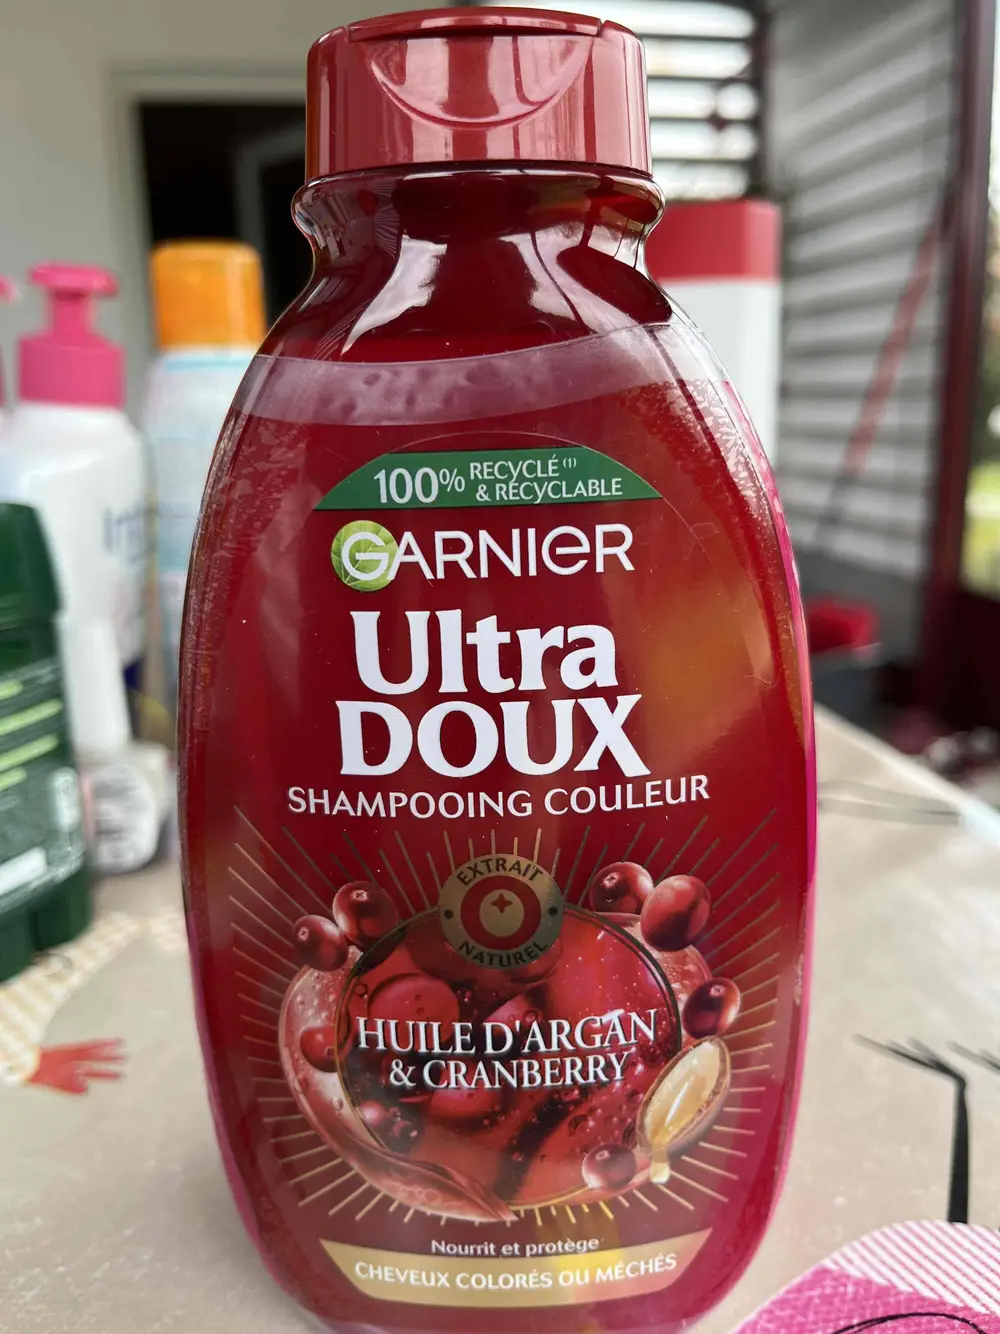 100% RECYCLÉ (1)
& RECYCLABLE
GARNIER
Ultra
DOUX
SHAMPOOING COULEUR
EXTRAIT
NATUREL
HUILE D'ARGAN
& CRANBERRY
Nourrit et protège
CHEVEUX COLORÉS OU MÉCHÉS